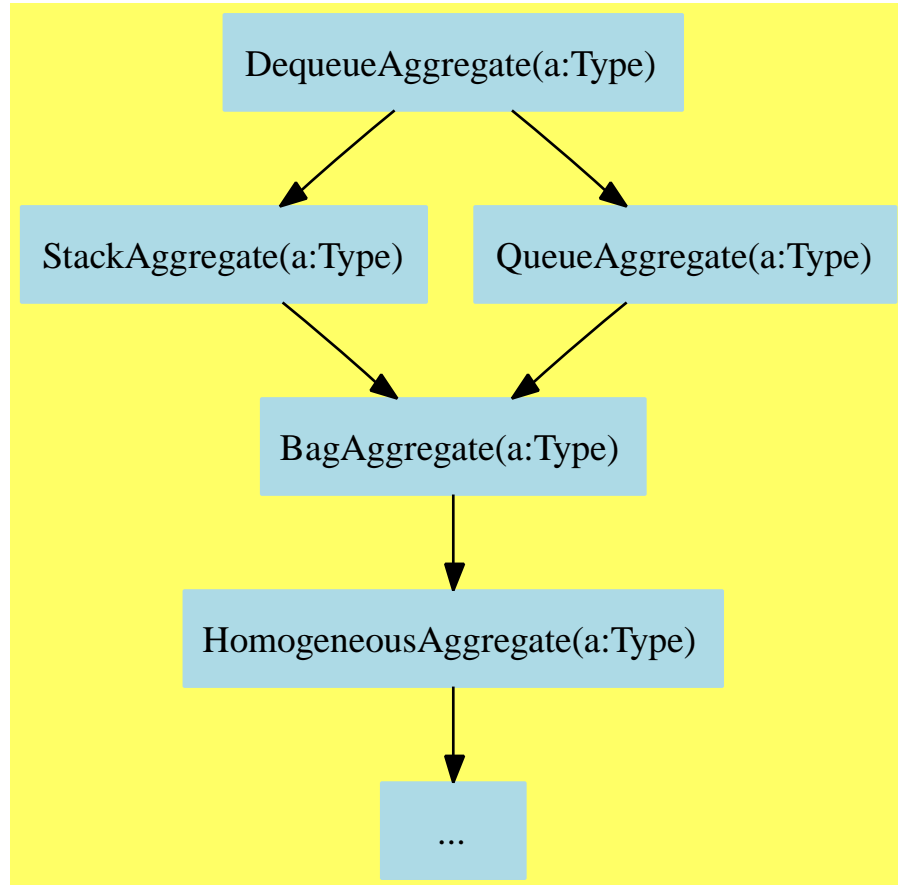 DequeueAggregate(a:Type)
StackAggregate(a:Type)
QueueAggregate(a:Type)
BagAggregate(a:Type)
HomogeneousAggregate(a:Type)
...